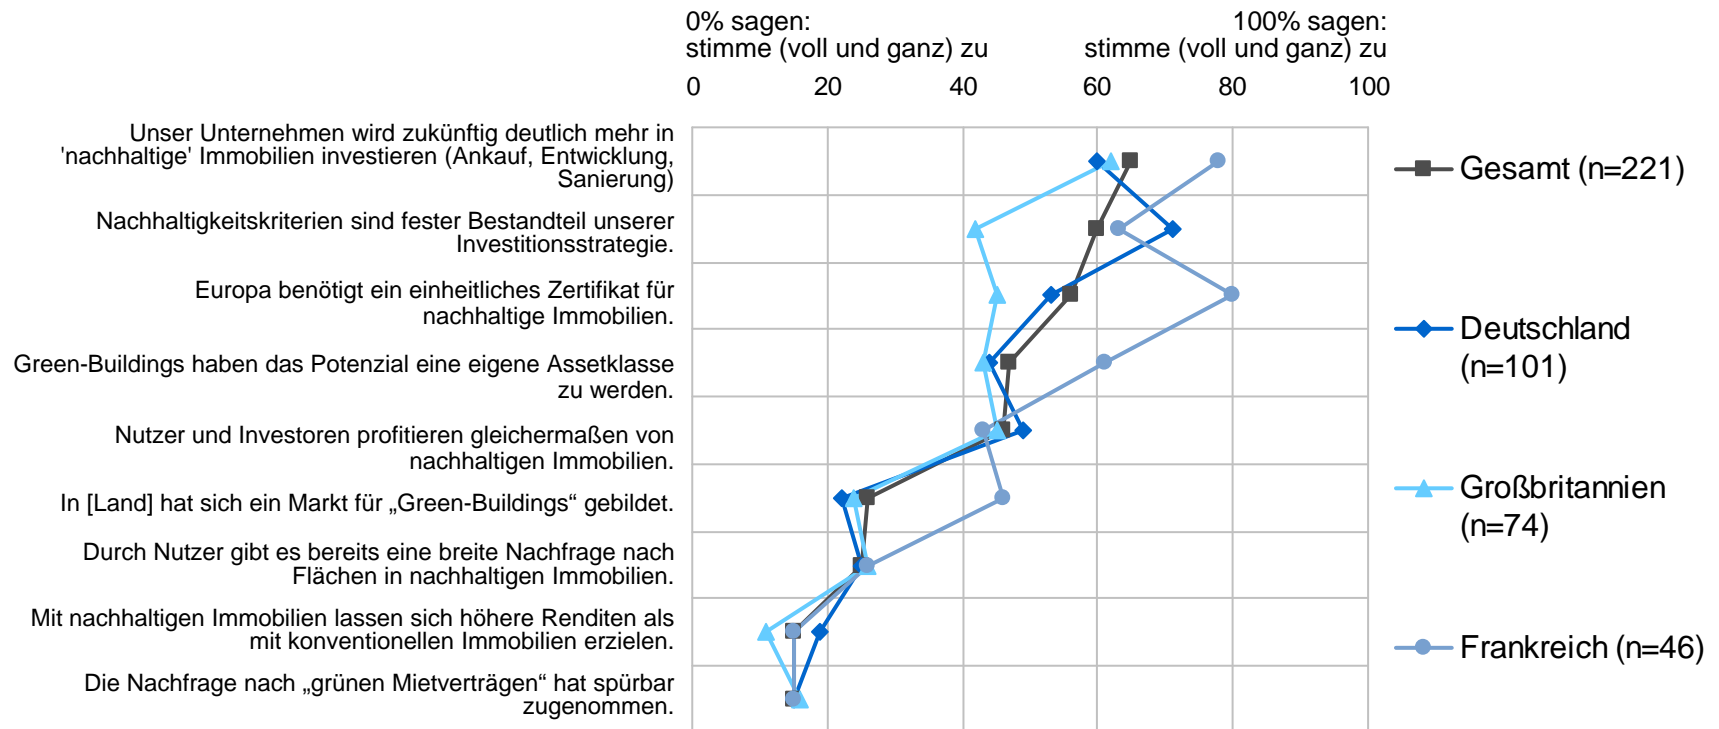 0% sagen:
stimme (voll und ganz) zu
100% sagen:
stimme (voll und ganz) zu
0 20 40 60 80 100
Unser Unternehmen wird zukünftig deutlich mehr in
'nachhaltige' Immobilien investieren (Ankauf, Entwicklung,
Sanierung)
Nachhaltigkeitskriterien sind fester Bestandteil unserer
Investitionsstrategie.
Europa benötigt ein einheitliches Zertifikat für
nachhaltige Immobilien.
Green-Buildings haben das Potenzial eine eigene Assetklasse
zu werden.
Nutzer und Investoren profitieren gleichermaßen von
nachhaltigen Immobilien.
In [Land] hat sich ein Markt für „Green-Buildings“ gebildet.
Durch Nutzer gibt es bereits eine breite Nachfrage nach
Flächen in nachhaltigen Immobilien.
Mit nachhaltigen Immobilien lassen sich höhere Renditen als
mit konventionellen Immobilien erzielen.
Die Nachfrage nach „grünen Mietverträgen“ hat spürbar
zugenommen.
Gesamt (n=221)
Deutschland
(n=101)
Großbritannien
(n=74)
Frankreich (n=46)